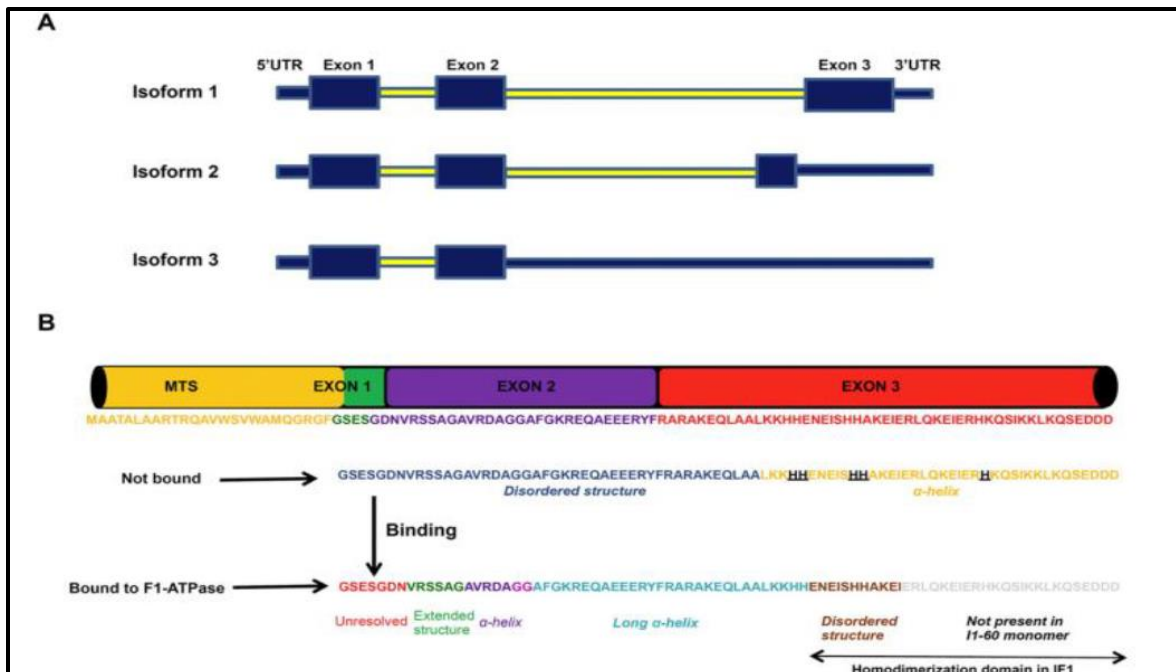 A
5'UTR Exon 1 Exon 2 Exon 3 3'UTR
Isoform 1
Isoform 2
Isoform 3
B
MTS EXON 1 EXON 2 EXON 3
MAATALAARTRQAVWSVWAMQGRGFGSESGDNVRSSAGAVRDAGGAFGKREQAEEERYFRARAKEQLAALKKHHENEISHHAKEIERLQKEIERHKQSIKKLKQSEDDD
Not bound GSESGDNVRSSAGAVRDAGGAFGKREQAEEERYFRARAKEQLAALKKHHENEISHHAKEIERLQKEIERHKQSIKKLKQSEDDD
Disordered structure α-helix
Binding
Bound to F1-ATPase GSESGDNVRSSAGAVRDAGGAFGKREQAEEERYFRARAKEQLAALKKHHENEISHHAKEIERLQKEIERHKQSIKKLKQSEDDD
Unresolved Extended structure α-helix Long α-helix Disordered structure Not present in I1-60 monomer
Homodimerization domain in IF1